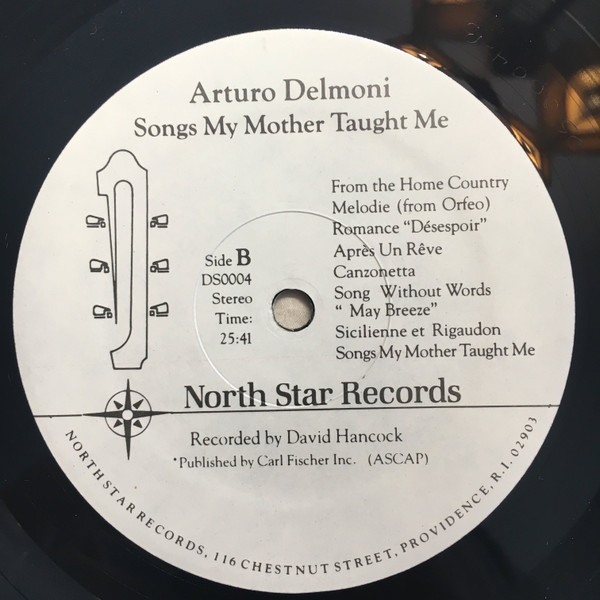 Arturo Delmoni
Songs My Mother Taught Me
From the Home Country
Melodie (from Orfeo)
Romance "Désespoir"
Après Un Rêve
Canzonetta
Song Without Words
" May Breeze"
Sicilienne et Rigaudon
Songs My Mother Taught Me
Side B
DS0004
Stereo
Time:
25:41
North Star Records
Recorded by David Hancock
*Published by Carl Fischer Inc. (ASCAP)
NORTH STAR RECORDS, 116 CHESTNUT STREET, PROVIDENCE, R.I. 02903